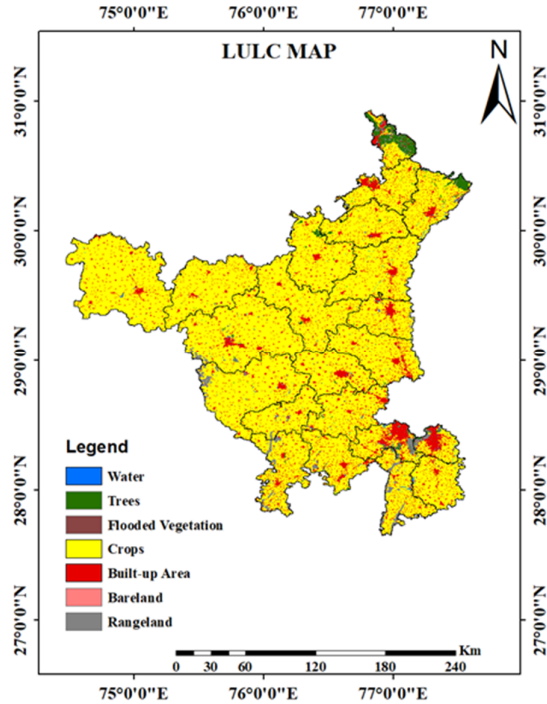 75°0'0"E 76°0'0"E 77°0'0"E
LULC MAP
N
31°0'0"N 31°0'0"N
30°0'0"N 30°0'0"N
29°0'0"N 29°0'0"N
28°0'0"N 28°0'0"N
27°0'0"N 27°0'0"N
Legend
Water
Trees
Flooded Vegetation
Crops
Built-up Area
Bareland
Rangeland
Km
0 30 60 120 180 240
75°0'0"E 76°0'0"E 77°0'0"E